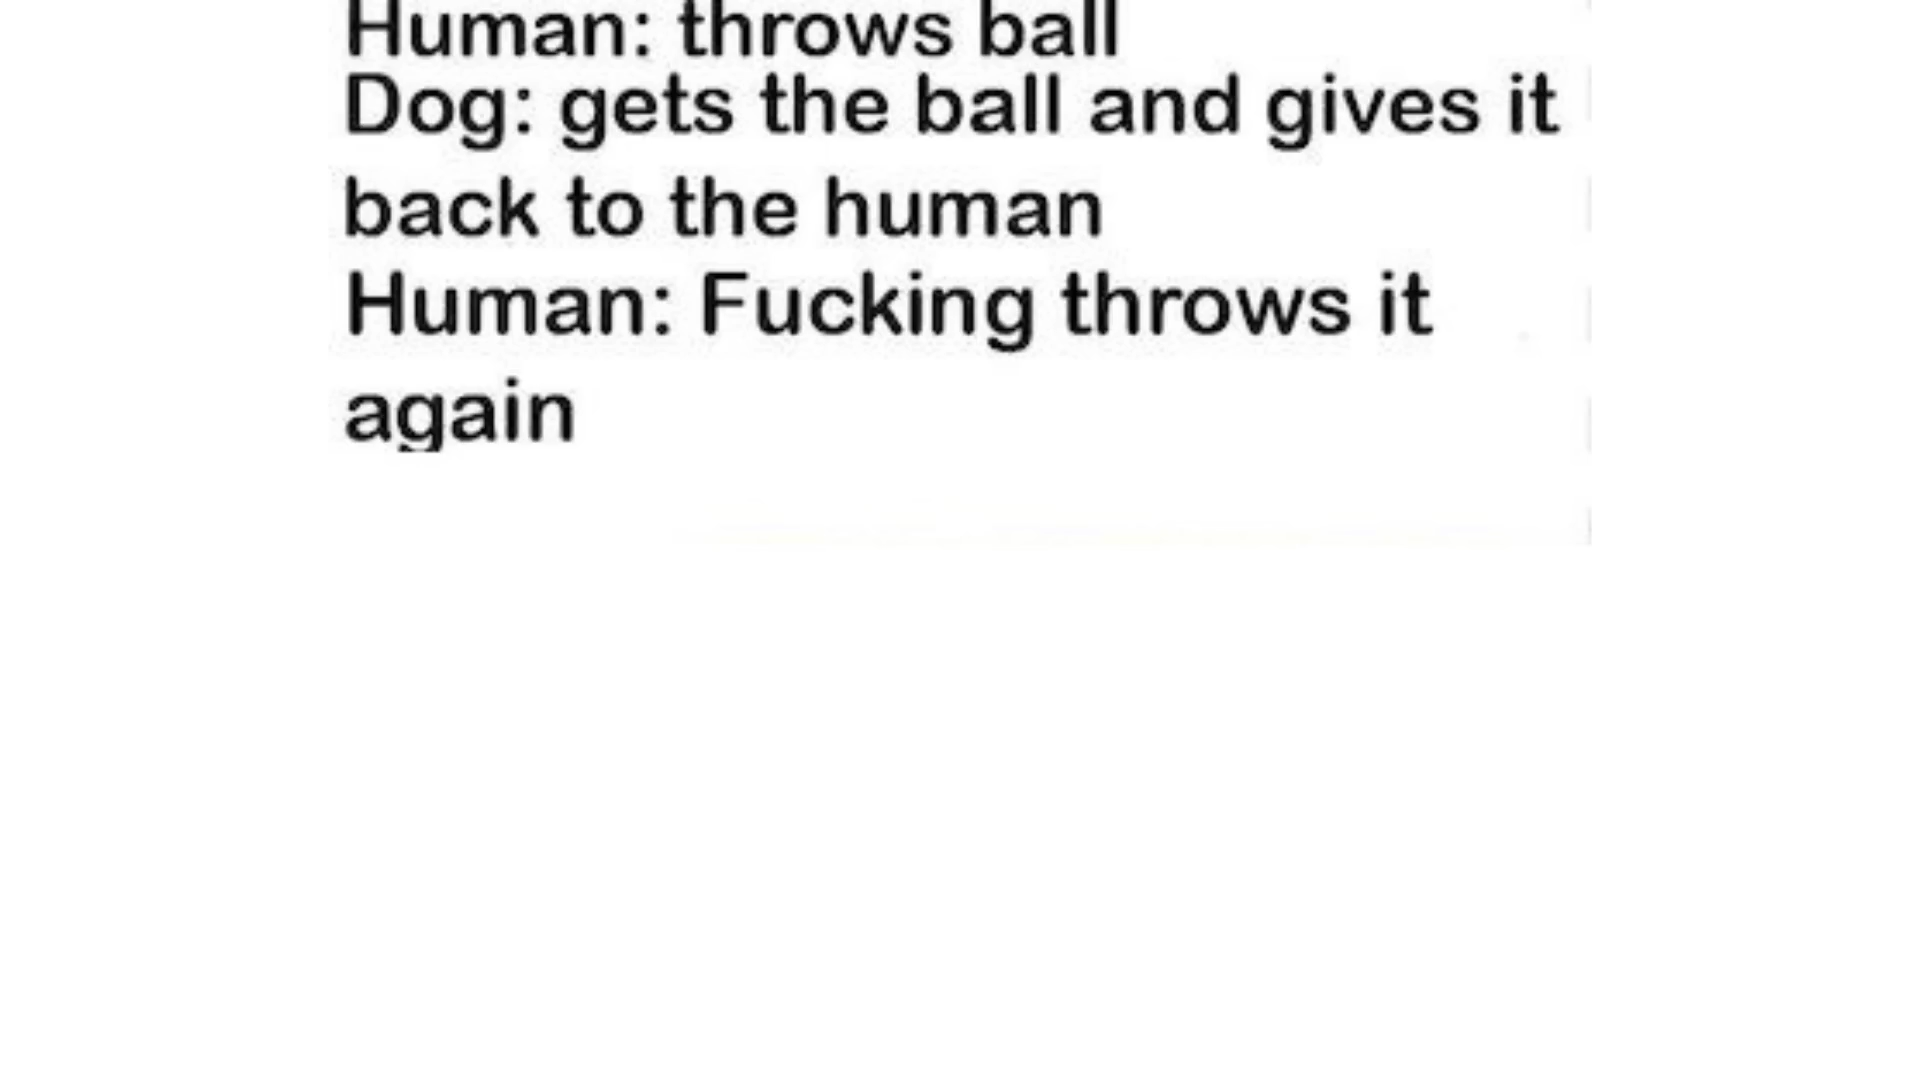 Human: throws ball
Dog: gets the ball and gives it
back to the human
Human: Fucking throws it
again